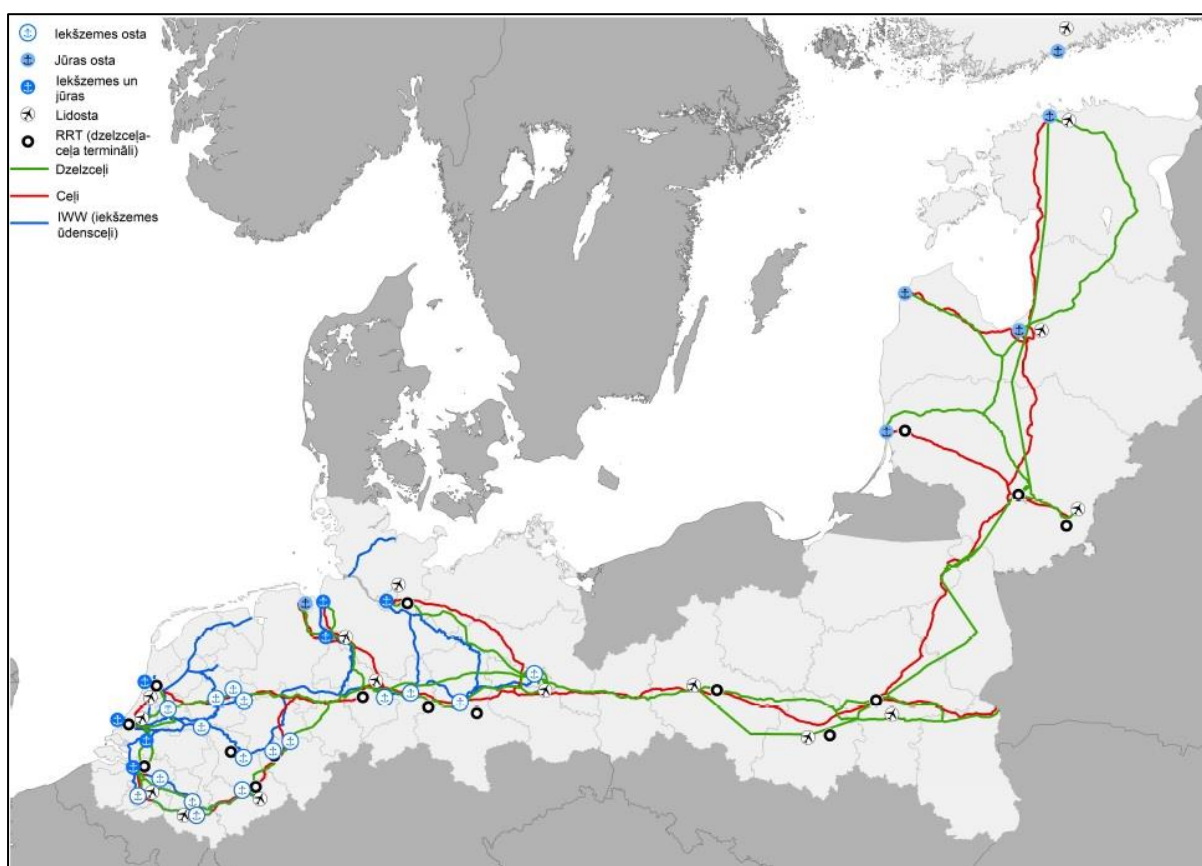 Iekšzemes osta
Jūras osta
Iekšzemes un
jūras
Lidosta
RRT (dzelzceļa-
ceļa termināli)
Dzelzceļi
Ceļi
IWW (iekšzemes
ūdensceļi)